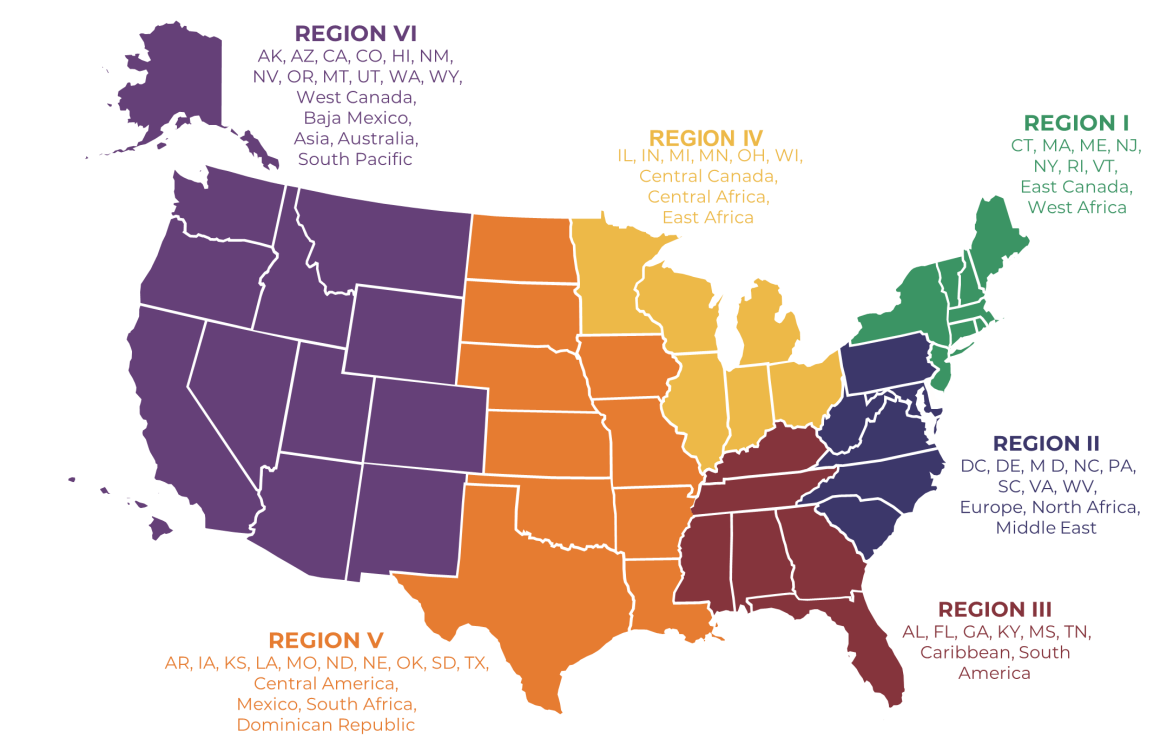 REGION VI
AK, AZ, CA, CO, HI, NM,
NV, OR, MT, UT, WA, WY,
West Canada,
Baja Mexico,
Asia, Australia,
South Pacific
REGION IV
IL, IN, MI, MN, OH, WI,
Central Canada,
Central Africa,
East Africa
REGION I
CT, MA, ME, NJ,
NY, RI, VT,
East Canada,
West Africa
REGION II
DC, DE, M D, NC, PA,
SC, VA, WV,
Europe, North Africa,
Middle East
REGION III
AL, FL, GA, KY, MS, TN,
Caribbean, South
America
REGION V
AR, IA, KS, LA, MO, ND, NE, OK, SD, TX,
Central America,
Mexico, South Africa,
Dominican Republic